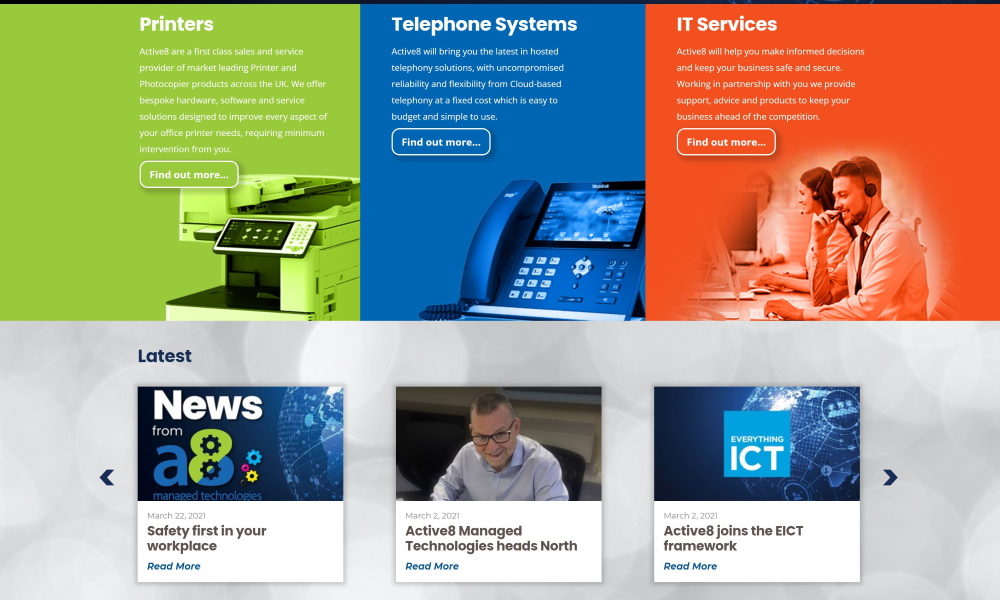 Printers
Active8 are a first class sales and service
provider of market leading Printer and
Photocopier products across the UK. We offer
bespoke hardware, software and service
solutions designed to improve every aspect of
your office printer needs, requiring minimum
intervention from you.
Find out more...
Telephone Systems
Active8 will bring you the latest in hosted
telephony solutions, with uncompromised
reliability and flexibility from Cloud-based
telephony at a fixed cost which is easy to
budget and simple to use.
Find out more...
IT Services
Active8 will help you make informed decisions
and keep your business safe and secure.
Working in partnership with you we provide
support, advice and products to keep your
business ahead of the competition.
Find out more...
Latest
News
from
a8
managed technologies
March 22, 2021
Safety first in your
workplace
Read More
March 2, 2021
Active8 Managed
Technologies heads North
Read More
EVERYTHING
ICT
March 2, 2021
Active8 joins the EICT
framework
Read More